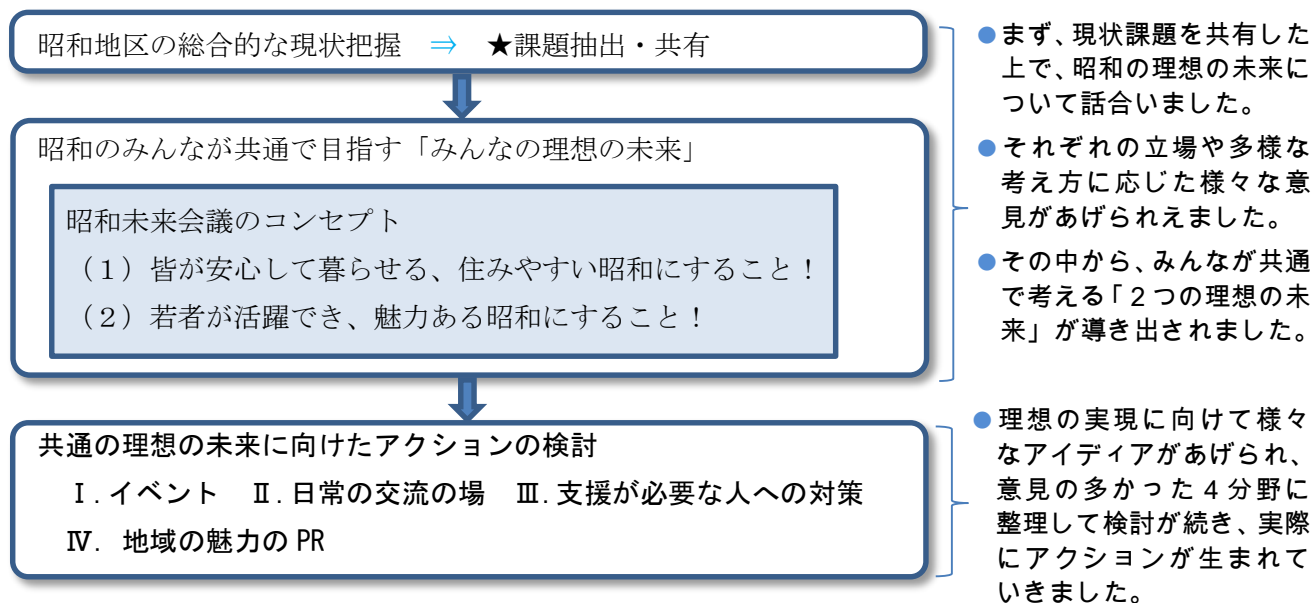 昭和地区の総合的な現状把握　⇒　★課題抽出・共有
昭和のみんなが共通で目指す「みんなの理想の未来」
昭和未来会議のコンセプト
（１）皆が安心して暮らせる、住みやすい昭和にすること！
（２）若者が活躍でき、魅力ある昭和にすること！
共通の理想の未来に向けたアクションの検討
Ⅰ.イベント　Ⅱ.日常の交流の場　Ⅲ.支援が必要な人への対策
Ⅳ. 地域の魅力の PR
●まず、現状課題を共有した
上で、昭和の理想の未来に
ついて話合いました。
●それぞれの立場や多様な
考え方に応じた様々な意
見があげられえました。
●その中から、みんなが共通
で考える「２つの理想の未
来」が導き出されました。
●理想の実現に向けて様々
なアイディアがあげられ、
意見の多かった４分野に
整理して検討が続き、実際
にアクションが生まれて
いきました。